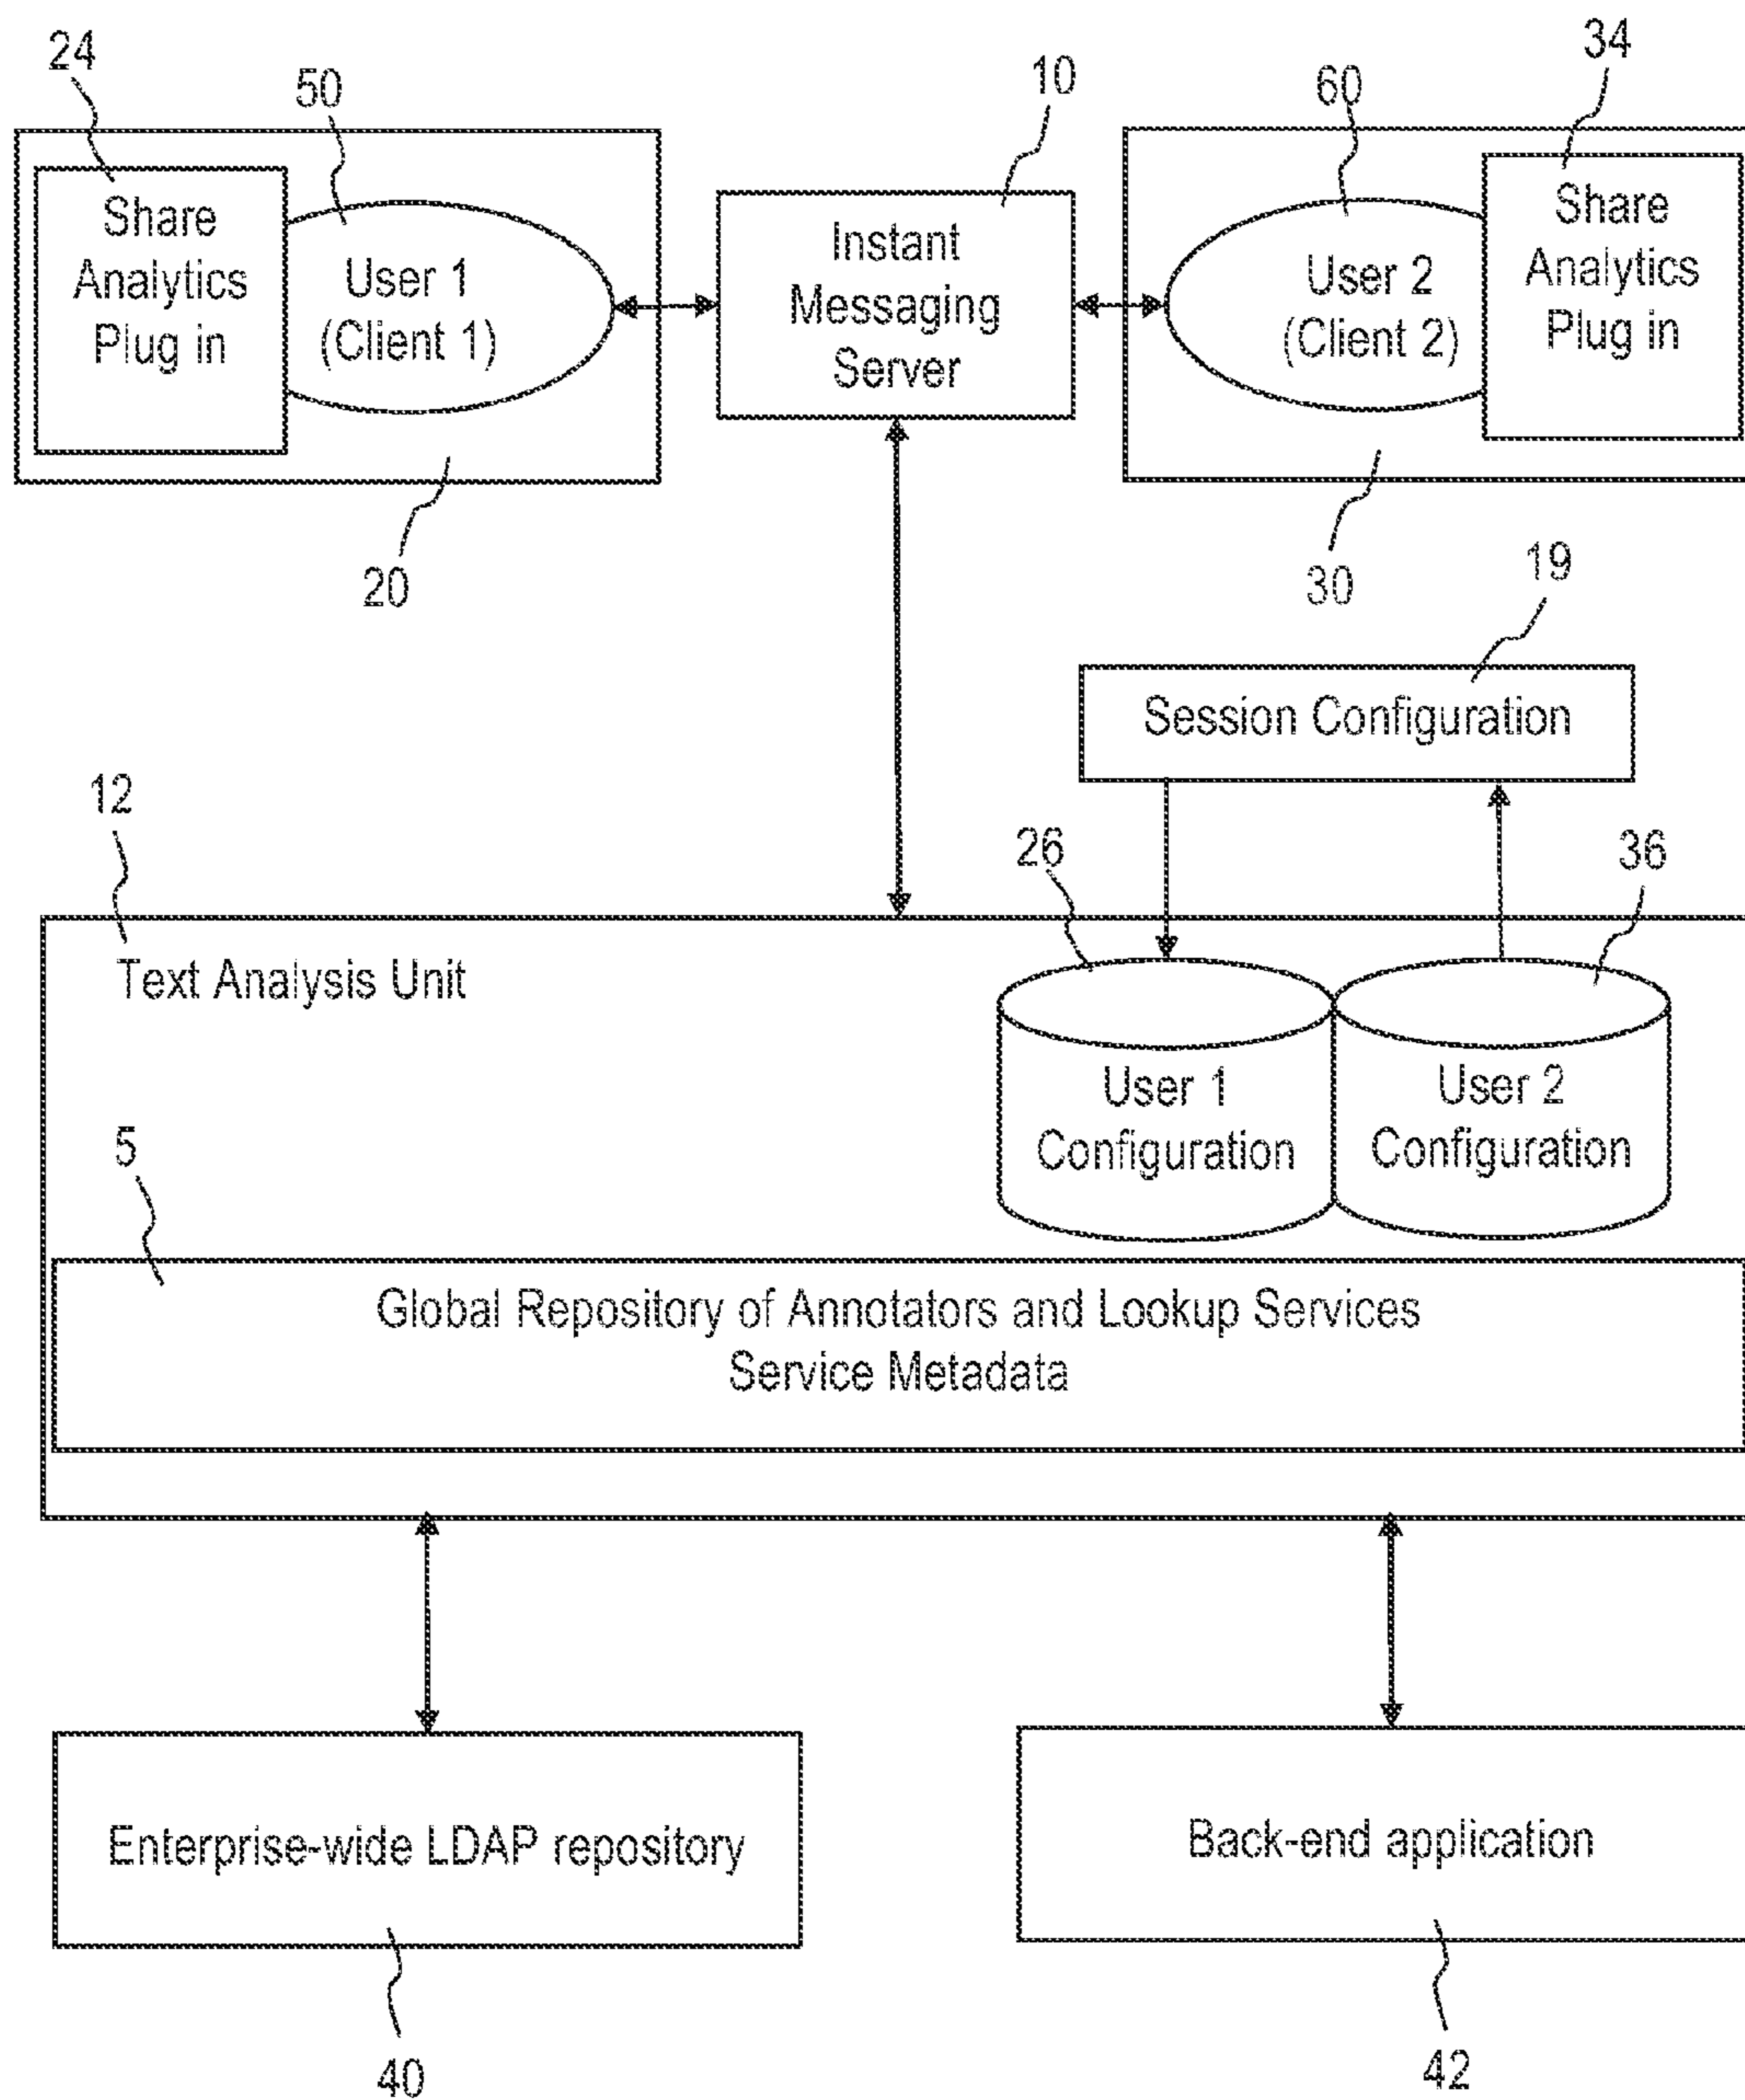 24
50
10
60
34
Share
Analytics
Plug in
User 1
(Client 1)
Instant
Messaging
Server
User 2
(Client 2)
Share
Analytics
Plug in
20
30
19
Session Configuration
12
26
36
Text Analysis Unit
User 1
Configuration
User 2
Configuration
5
Global Repository of Annotators and Lookup Services
Service Metadata
Enterprise-wide LDAP repository
Back-end application
40
42